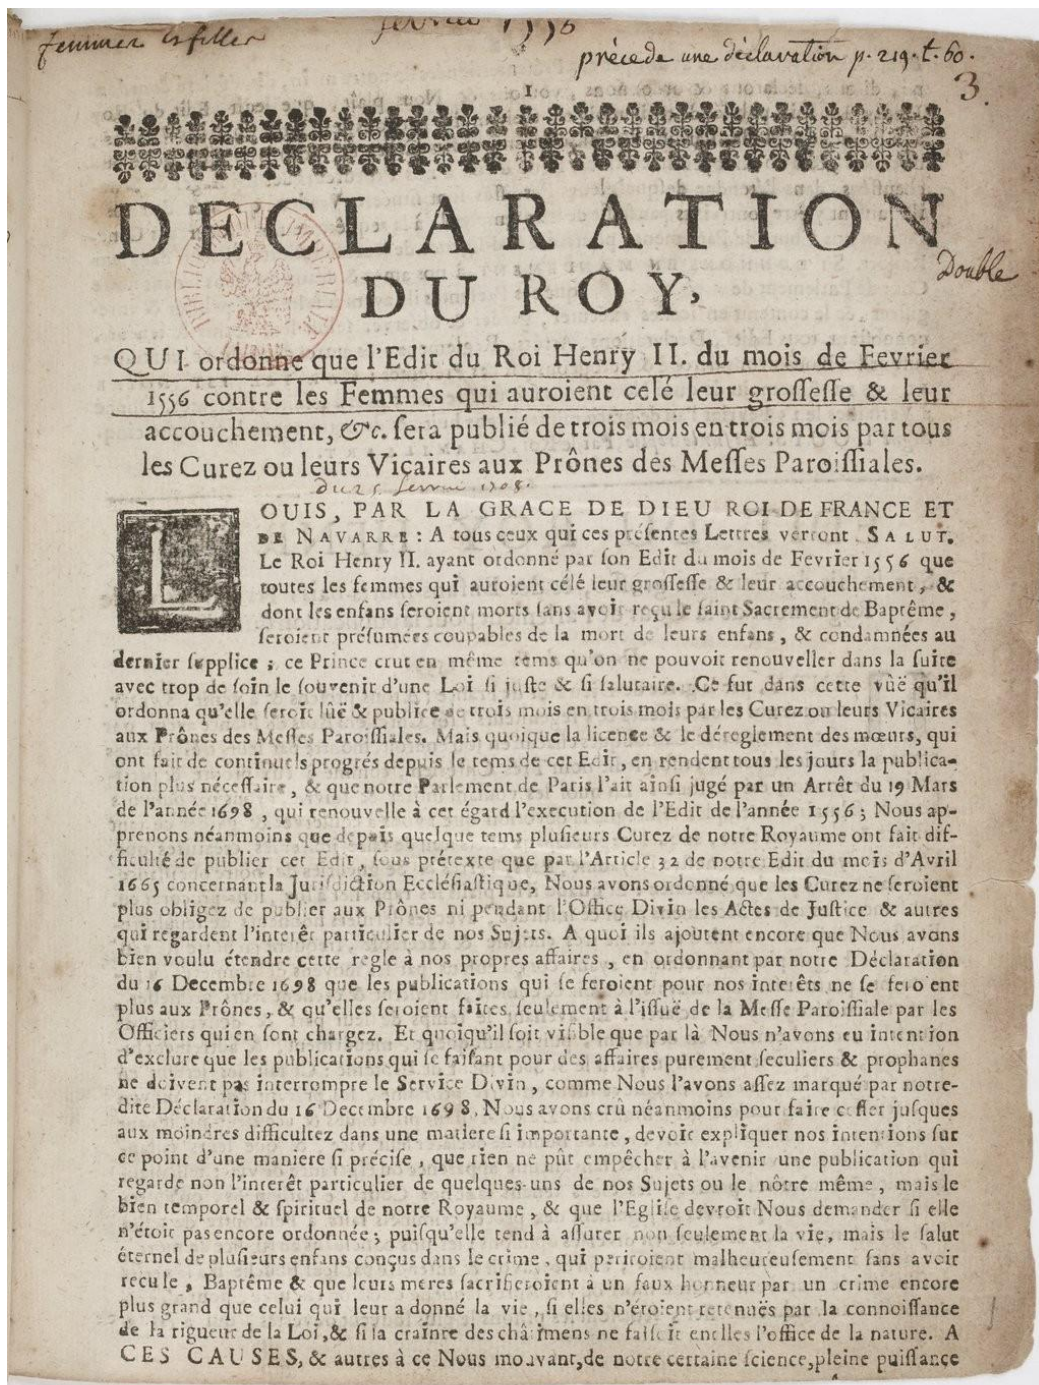 femmes et filles
février 1556
précède une déclaration p. 219. t. 60.
3.
1
DECLARATION
Double
DU ROY,
QUI ordonne que l'Edit du Roi Henry II. du mois de Fevrier
1556 contre les Femmes qui auroient celé leur grossesse & leur
accouchement, &c. sera publié de trois mois en trois mois par tous
les Curez ou leurs Vicaires aux Prônes des Messes Paroissiales.
du 25 fevrier 1708.
LOUIS, PAR LA GRACE DE DIEU ROI DE FRANCE ET
DE NAVARRE : A tous ceux qui ces présentes Lettres verront. SALUT.
Le Roi Henry II. ayant ordonné par son Edit du mois de Fevrier 1556 que
toutes les femmes qui auroient célé leur grossesse & leur accouchement, &
dont les enfans seroient morts sans avoir reçu le saint Sacrement de Baptême,
seroient présumées coupables de la mort de leurs enfans, & condamnées au
dernier supplice ; ce Prince crut en même tems qu'on ne pouvoit renouveller dans la suite
avec trop de soin le souvenir d'une Loi si juste & si salutaire. Ce fut dans cette vûë qu'il
ordonna qu'elle seroit lûë & publiée de trois mois en trois mois par les Curez ou leurs Vicaires
aux Prônes des Messes Paroissiales. Mais quoique la licence & le déreglement des mœurs, qui
ont fait de continuels progrés depuis le tems de cet Edit, en rendent tous les jours la publica-
tion plus nécessaire, & que notre Parlement de Paris l'ait ainsi jugé par un Arrêt du 19 Mars
de l'année 1698, qui renouvelle à cet égard l'execution de l'Edit de l'année 1556 ; Nous ap-
prenons néanmoins que depuis quelque tems plusieurs Curez de notre Royaume ont fait dif-
ficulté de publier cet Edit, sous prétexte que par l'Article 32 de notre Edit du mois d'Avril
1665 concernant la Jurisdiction Ecclésiastique, Nous avons ordonné que les Curez ne seroient
plus obligez de publier aux Prônes ni pendant l'Office Divin les Actes de Justice & autres
qui regardent l'interêt particulier de nos Sujets. A quoi ils ajoutent encore que Nous avons
bien voulu étendre cette regle à nos propres affaires, en ordonnant par notre Déclaration
du 16 Decembre 1698 que les publications qui se feroient pour nos interêts ne se feroient
plus aux Prônes, & qu'elles seroient faites seulement à l'issuë de la Messe Paroissiale par les
Officiers qui en sont chargez. Et quoiqu'il soit visible que par là Nous n'avons eu intention
d'exclure que les publications qui se faisant pour des affaires purement seculiers & prophanes
ne doivent pas interrompre le Service Divin, comme Nous l'avons assez marqué par notre-
dite Déclaration du 16 Decembre 1698, Nous avons crû néanmoins pour faire cesser jusques
aux moindres difficultez dans une matiere si importante, devoir expliquer nos intentions sur
ce point d'une maniere si précise, que rien ne pût empêcher à l'avenir une publication qui
regarde non l'interêt particulier de quelques-uns de nos Sujets ou le nôtre même, mais le
bien temporel & spirituel de notre Royaume, & que l'Eglise devroit Nous demander si elle
n'étoit pas encore ordonnée ; puisqu'elle tend à assurer non seulement la vie, mais le salut
éternel de plusieurs enfans conçus dans le crime, qui periroient malheureusement sans avoir
reçu le Baptême & que leurs meres sacrifieroient à un faux honneur par un crime encore
plus grand que celui qui leur a donné la vie, si elles n'étoient retenuës par la connoissance
de la rigueur de la Loi, & si la crainte des châtimens ne faisoit en elles l'office de la nature. A
CES CAUSES, & autres à ce Nous mouvant, de notre certaine science, pleine puissance